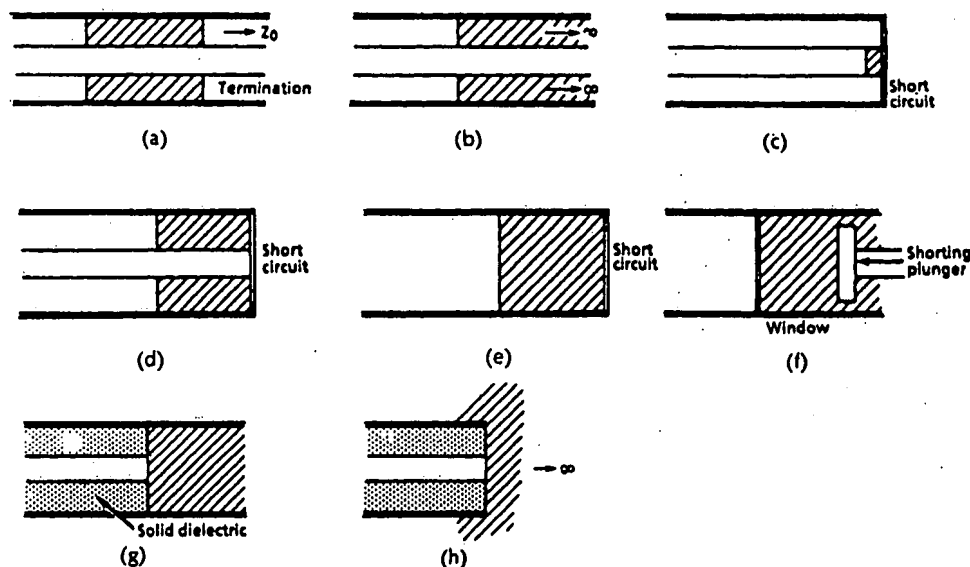 Z₀
Termination
(a)
∞
∞
(b)
Short
circuit
(c)
Short
circuit
(d)
Short
circuit
(e)
Shorting
plunger
Window
(f)
Solid dielectric
(g)
∞
(h)